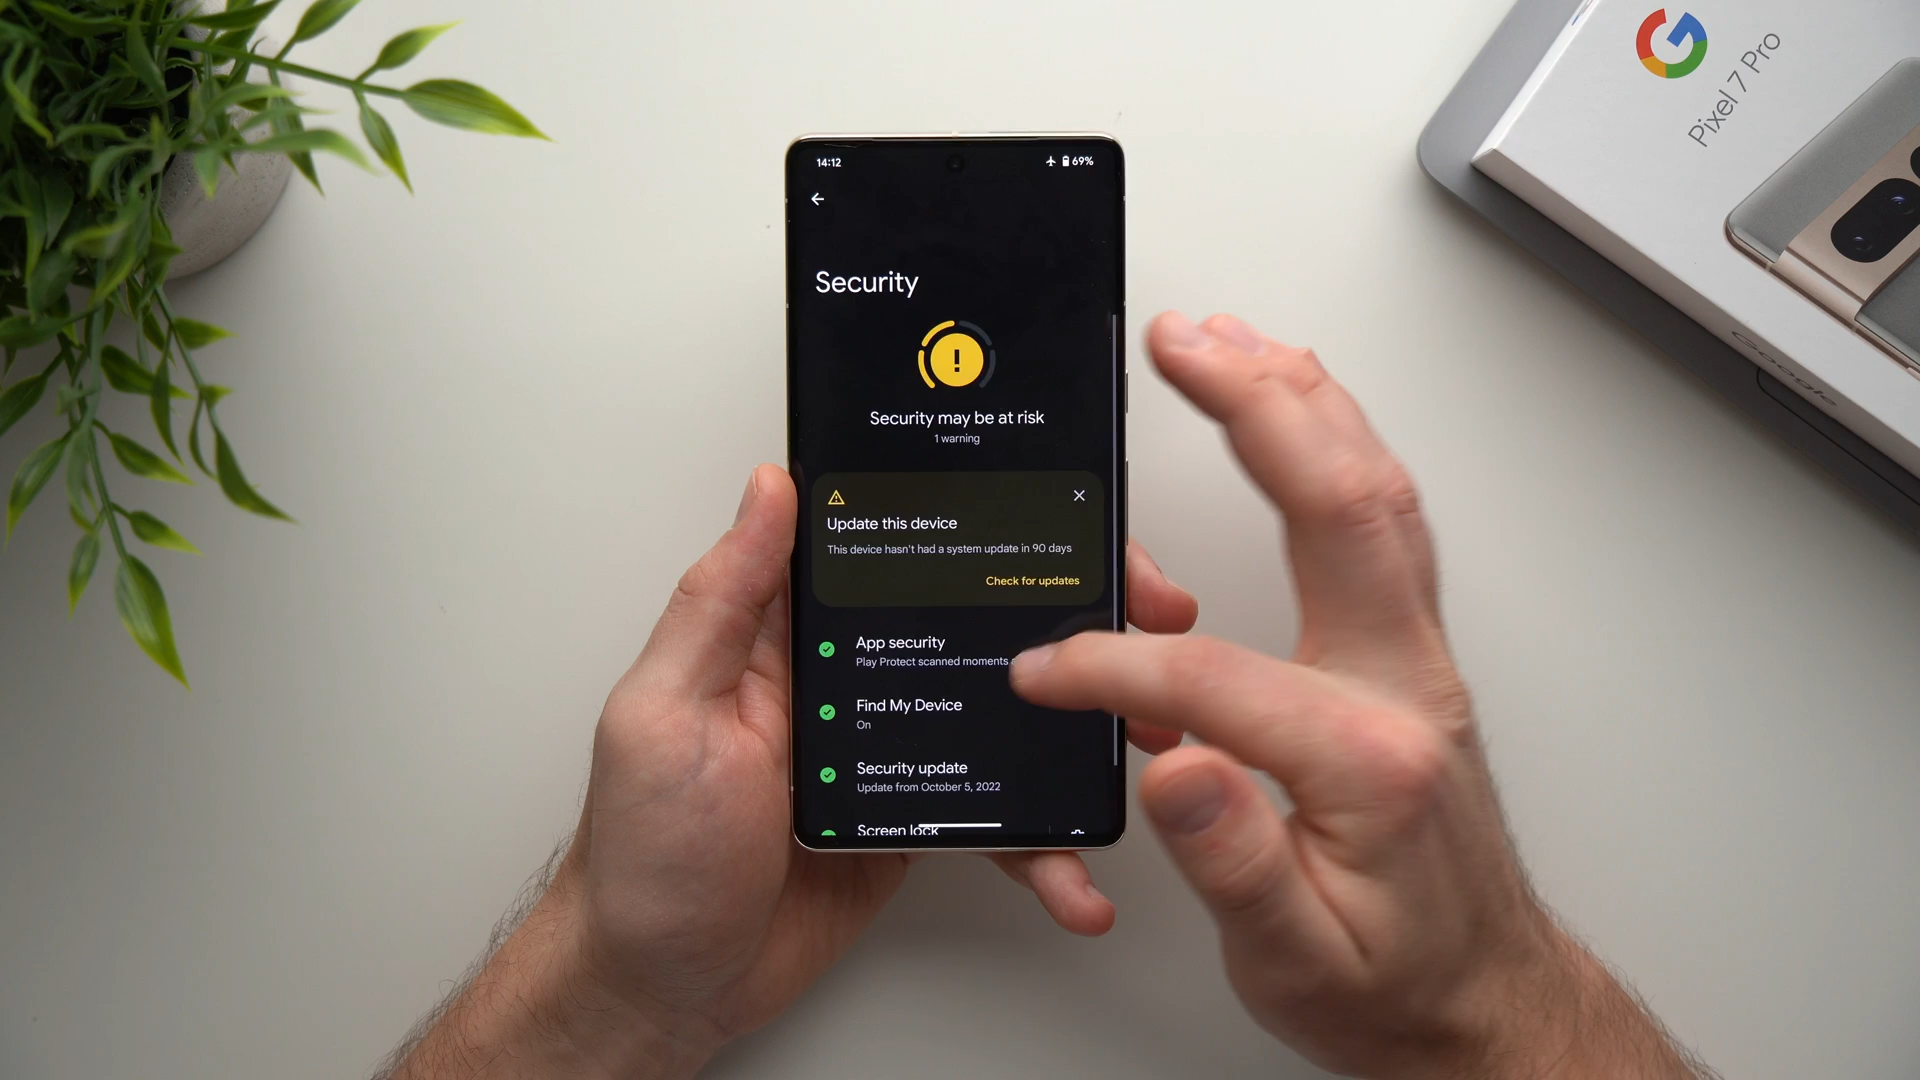 14:12
69%
Security
!
Security may be at risk
1 warning
Update this device
This device hasn't had a system update in 90 days
Check for updates
App security
Play Protect scanned moments
Find My Device
On
Security update
Update from October 5, 2022
Screen lock
G
Pixel 7 Pro
Google